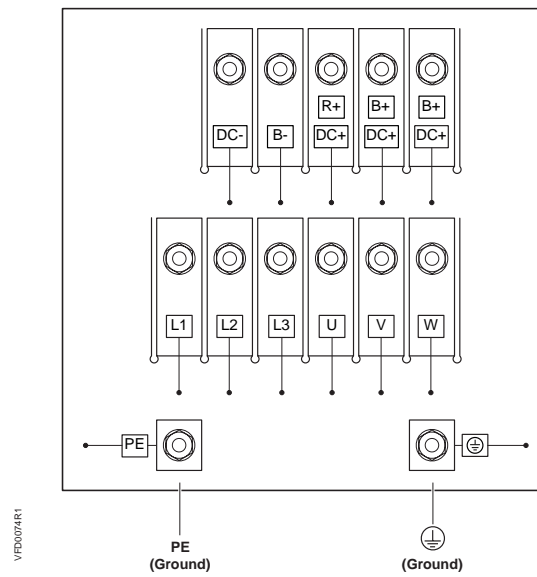 R+ B+ B+
DC- B- DC+ DC+ DC+
L1 L2 L3 U V W
PE
PE
(Ground)
(Ground)
VFD0074R1